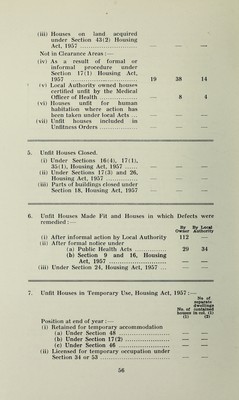 (iii) Houses on land acquired
under Section 43(2) Housing
Act, 1957 ........................ — — —
Not in Clearance Areas :—
(iv) As a result of formal or
informal procedure under
Section 17(1) Housing Act,
1957 ........................ 19 38 14
(v) Local Authority owned houses
certified unfit by the Medical
Officer of Health ............... — 8 4
(vi) Houses unfit for human
habitation where action has
been taken under local Acts ... — — —
(vii) Unfit houses included in
Unfitness Orders ............... — — —
5. Unfit Houses Closed.
(i) Under Sections 16(4), 17(1),
35(1), Housing Act, 1957 ...... — — —
(ii) Under Sections 17(3) and 26,
Housing Act, 1957 ............... — — —
(iii) Parts of buildings closed under
Section 18, Housing Act, 1957 — — —
6. Unfit Houses Made Fit and Houses in which Defects were
remedied :—
By Owner By Local Authority
(i) After informal action by Local Authority 112 —
(ii) After formal notice under
(a) Public Health Acts ............... 29 34
(b) Section 9 and 16, Housing
Act, 1957 ........................ — —
(iii) Under Section 24, Housing Act, 1957 ... — —
7. Unfit Houses in Temporary Use, Housing Act, 1957 :—
No. of houses (1) No of separate dwellings contained in col. (1) (2)
Position at end of year :—
(i) Retained for temporary accommodation
(a) Under Section 48 .................. — —
(b) Under Section 17(2) ............... — —
(c) Under Section 46 .................. — —
(ii) Licensed for temporary occupation under
Section 34 or 53 ........................ — —
56